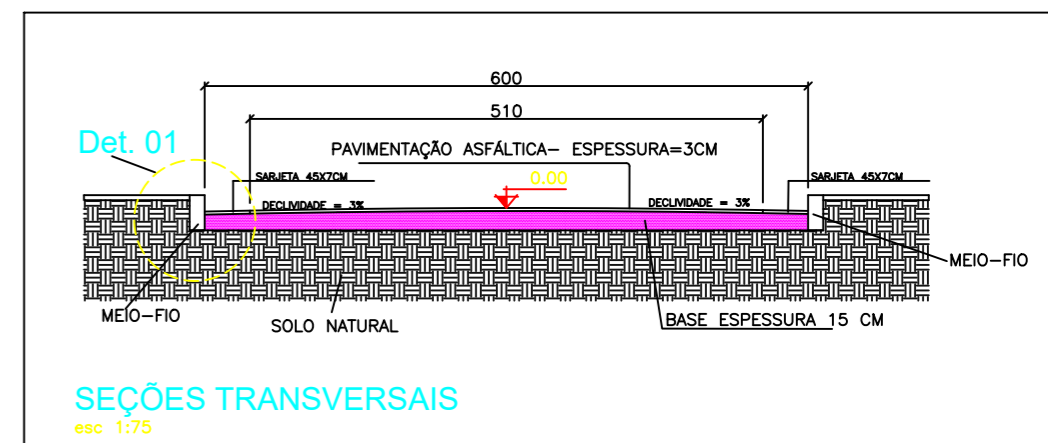 600
510
Det. 01
PAVIMENTAÇÃO ASFÁLTICA– ESPESSURA=3CM
SARJETA 45X7CM
0.00
SARJETA 45X7CM
DECLIVIDADE = 3%
DECLIVIDADE = 3%
MEIO–FIO
MEIO–FIO
SOLO NATURAL
BASE ESPESSURA 15 CM
SEÇÕES TRANSVERSAIS
esc 1:75